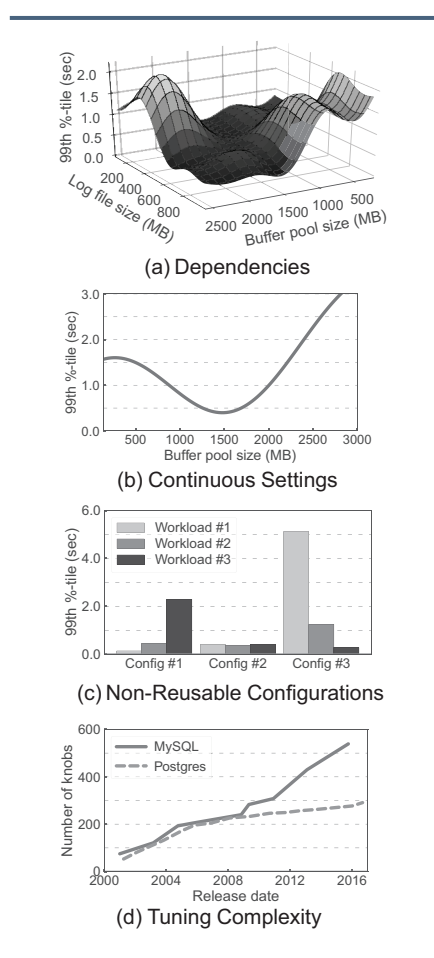 99th %-tile (sec)
2.0
1.5
1.0
0.5
0.0
200
400
600
800
Log file size (MB)
2500 2000 1500 1000 500
Buffer pool size (MB)
(a) Dependencies
99th %-tile (sec)
3.0
2.0
1.0
0.0
500 1000 1500 2000 2500 3000
Buffer pool size (MB)
(b) Continuous Settings
99th %-tile (sec)
6.0
4.0
2.0
0.0
Workload #1
Workload #2
Workload #3
Config #1 Config #2 Config #3
(c) Non-Reusable Configurations
Number of knobs
600
400
200
0
MySQL
Postgres
2000 2004 2008 2012 2016
Release date
(d) Tuning Complexity